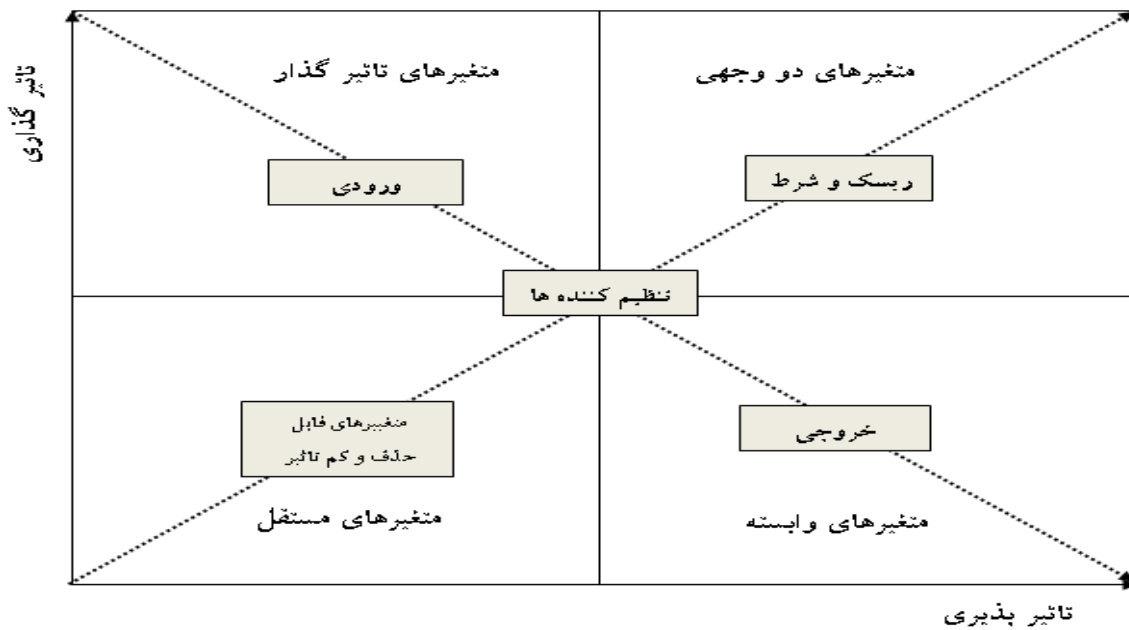 تاثیر گذاری
متغیرهای دو وجهی
متغیرهای تاثیر گذار
ریسک و شرط
ورودی
تنظیم کننده ها
خروجی
متغییرهای قابل
حذف و کم تاثیر
متغیرهای وابسته
متغیرهای مستقل
تاثیر پذیری